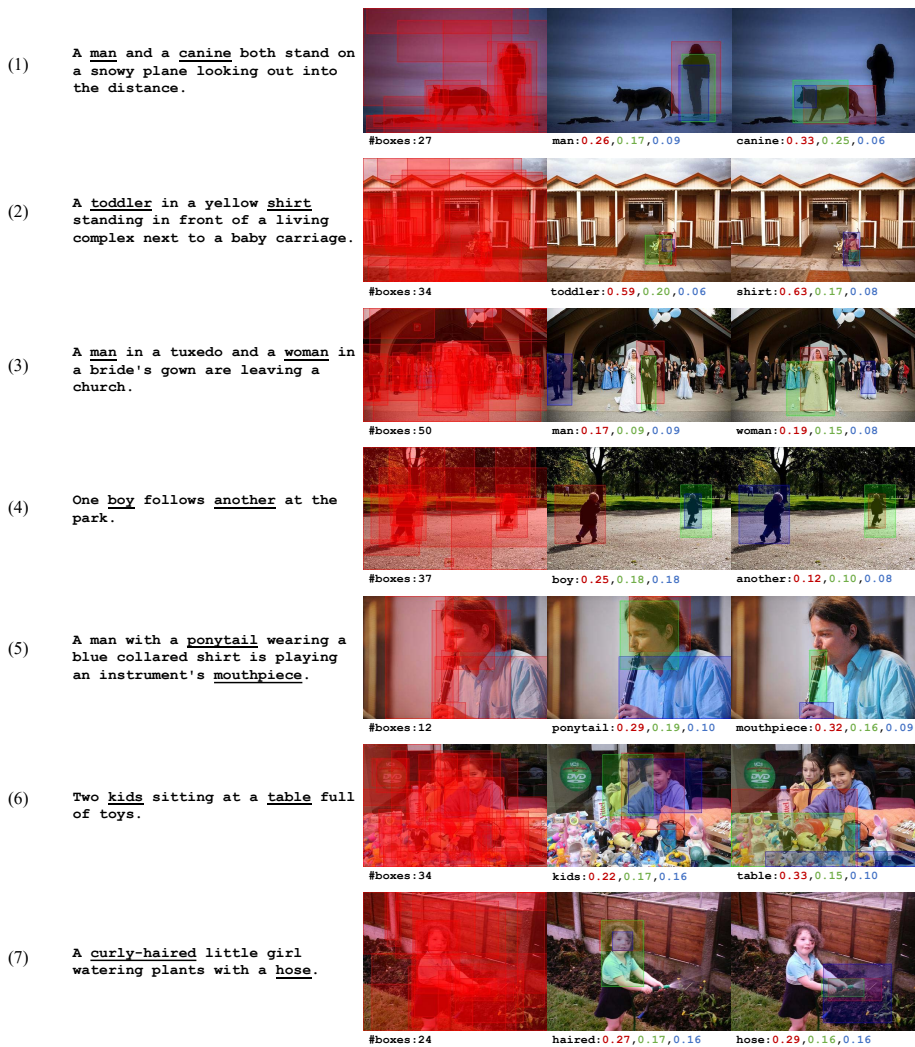 (1)
A man and a canine both stand on
a snowy plane looking out into
the distance.
#boxes:27
man:0.26,0.17,0.09
canine:0.33,0.25,0.06
(2)
A toddler in a yellow shirt
standing in front of a living
complex next to a baby carriage.
#boxes:34
toddler:0.59,0.20,0.06
shirt:0.63,0.17,0.08
(3)
A man in a tuxedo and a woman in
a bride's gown are leaving a
church.
#boxes:50
man:0.17,0.09,0.09
woman:0.19,0.15,0.08
(4)
One boy follows another at the
park.
#boxes:37
boy:0.25,0.18,0.18
another:0.12,0.10,0.08
(5)
A man with a ponytail wearing a
blue collared shirt is playing
an instrument's mouthpiece.
#boxes:12
ponytail:0.29,0.19,0.10
mouthpiece:0.32,0.16,0.09
(6)
Two kids sitting at a table full
of toys.
DVD
DVD
DVD
#boxes:34
kids:0.22,0.17,0.16
table:0.33,0.15,0.10
(7)
A curly-haired little girl
watering plants with a hose.
#boxes:24
haired:0.27,0.17,0.16
hose:0.29,0.16,0.16